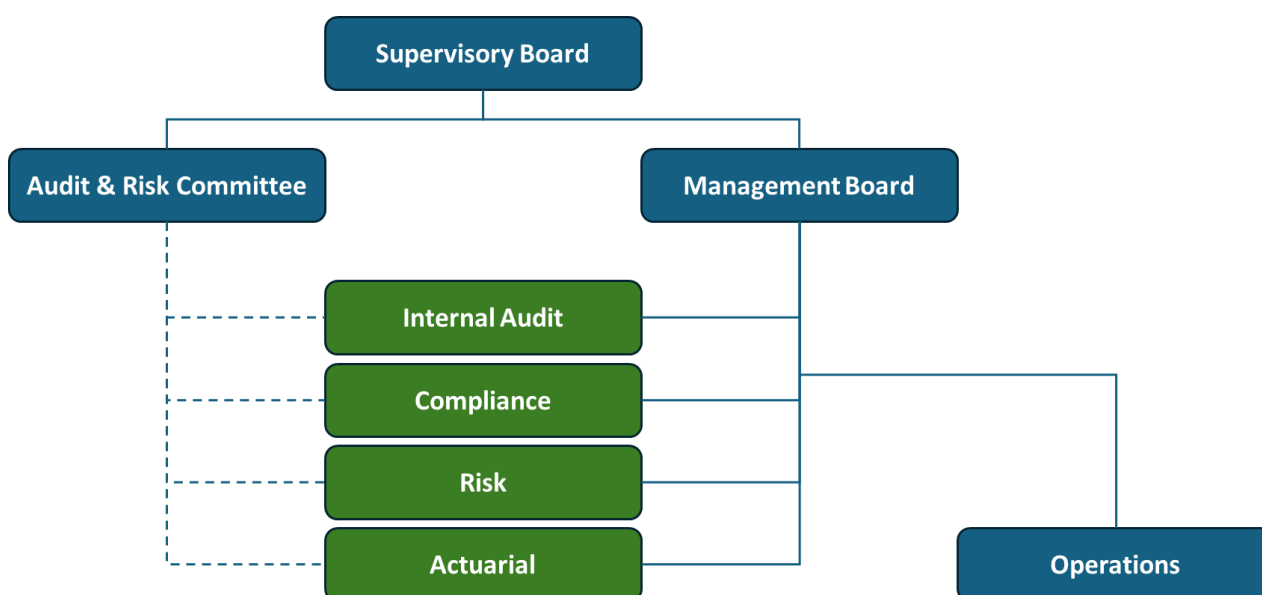 Supervisory Board
Audit & Risk Committee
Management Board
Internal Audit
Compliance
Risk
Actuarial
Operations